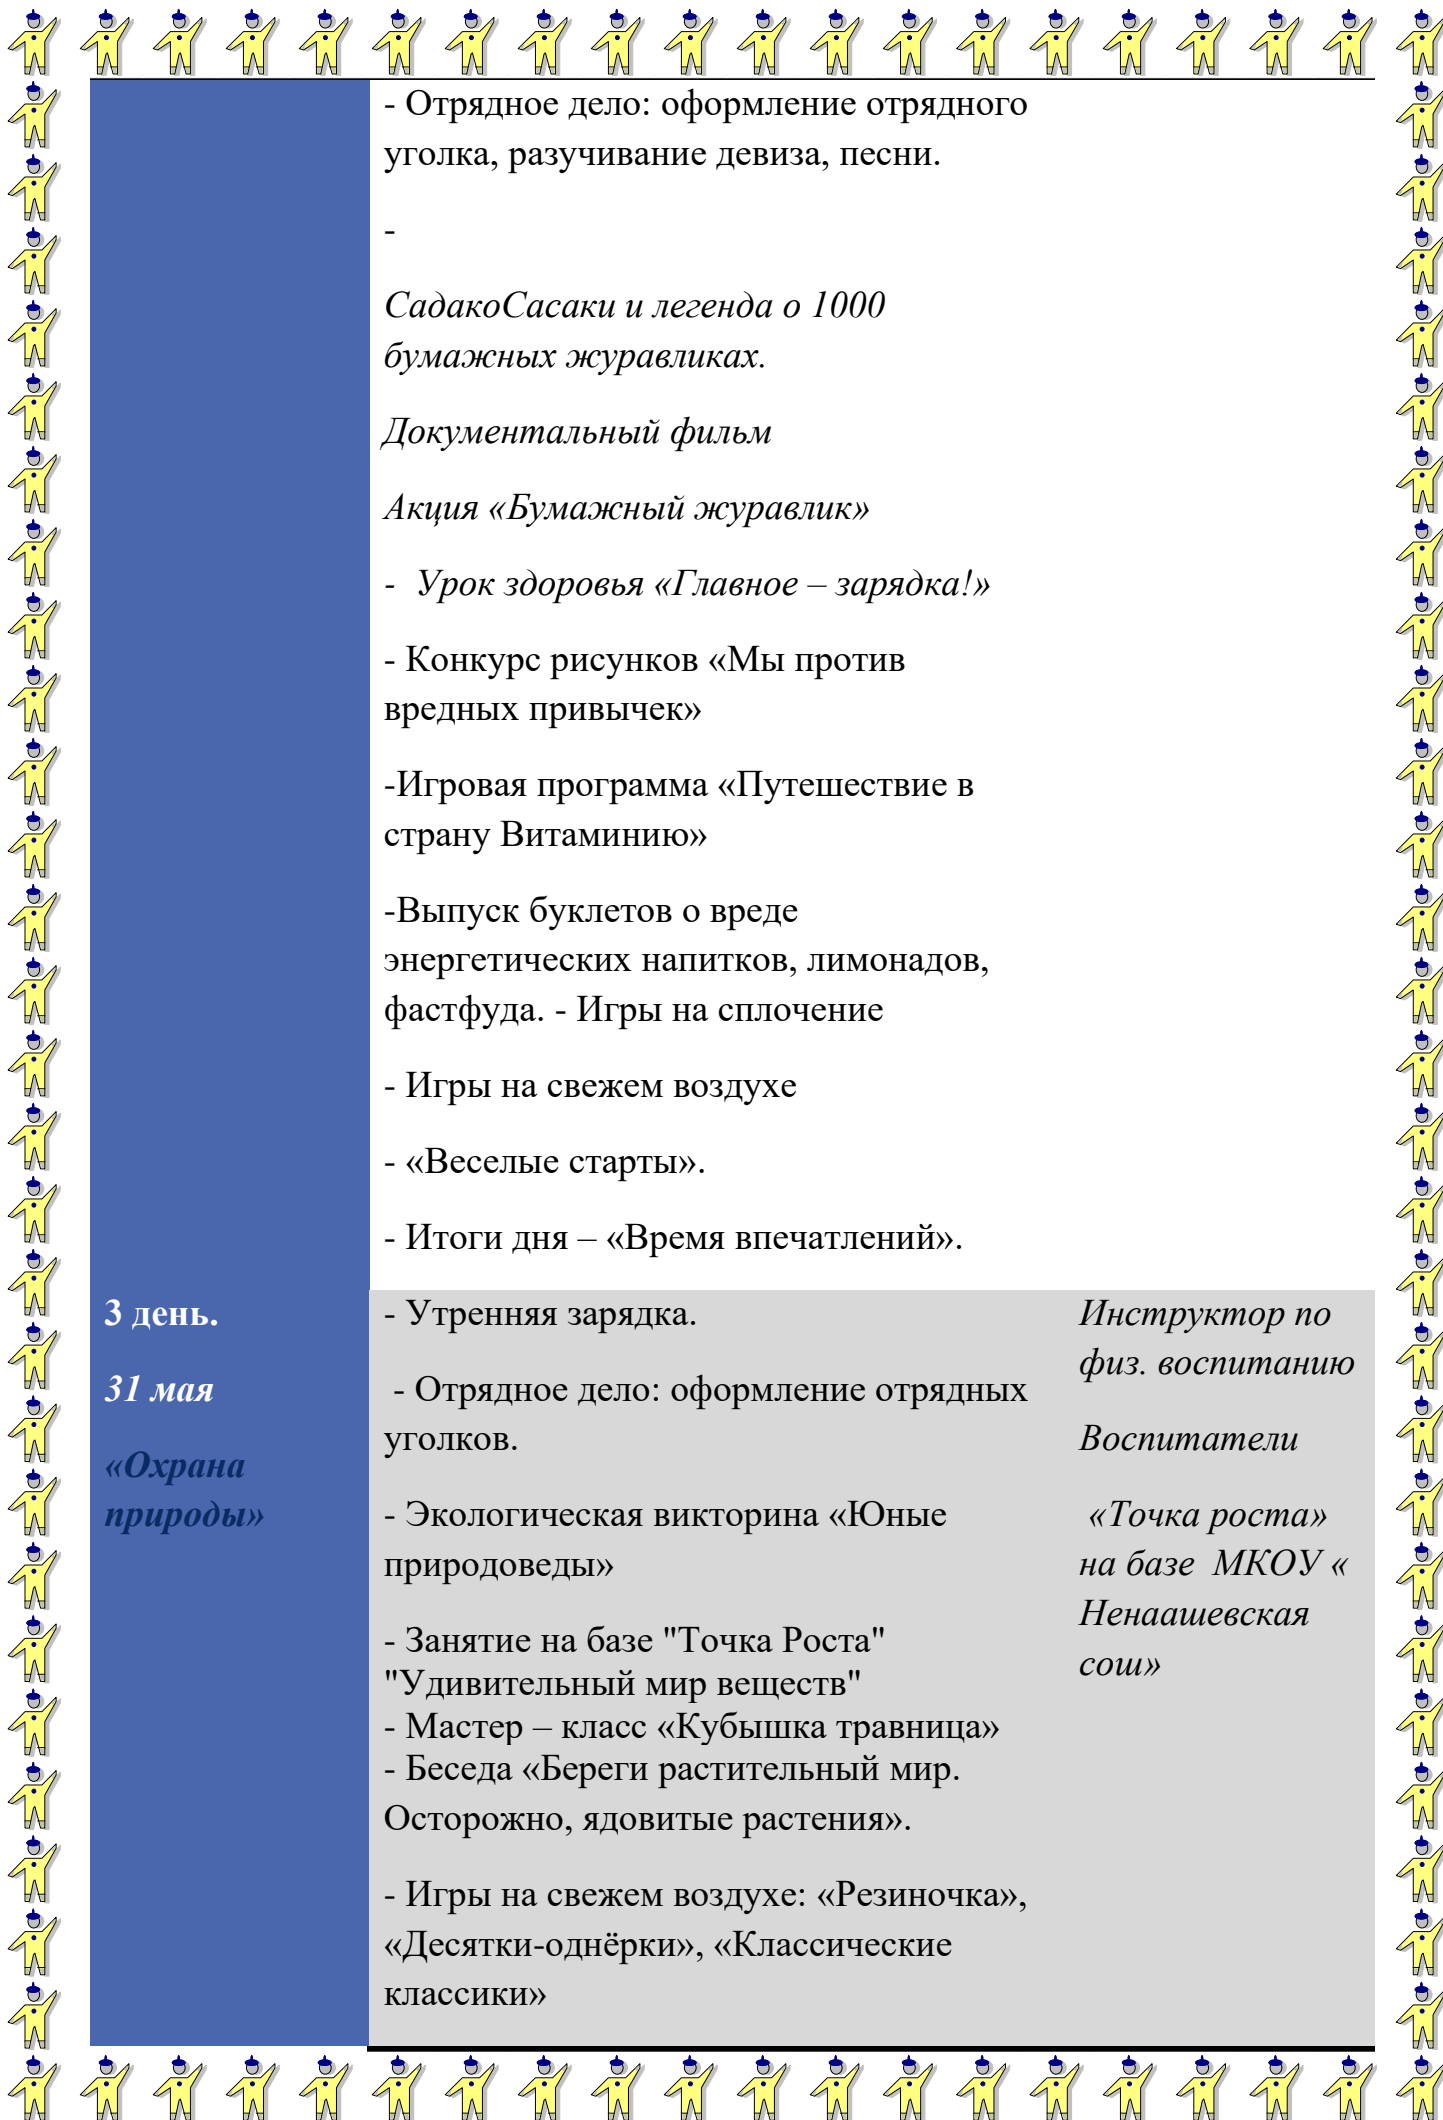 - Отрядное дело: оформление отрядного
уголка, разучивание девиза, песни.
-
СадакоСасаки и легенда о 1000
бумажных журавликах.
Документальный фильм
Акция «Бумажный журавлик»
- Урок здоровья «Главное – зарядка!»
- Конкурс рисунков «Мы против
вредных привычек»
-Игровая программа «Путешествие в
страну Витаминию»
-Выпуск буклетов о вреде
энергетических напитков, лимонадов,
фастфуда. - Игры на сплочение
- Игры на свежем воздухе
- «Веселые старты».
- Итоги дня – «Время впечатлений».
3 день.
31 мая
«Охрана
природы»
- Утренняя зарядка.
- Отрядное дело: оформление отрядных
уголков.
- Экологическая викторина «Юные
природоведы»
- Занятие на базе "Точка Роста"
"Удивительный мир веществ"
- Мастер – класс «Кубышка травница»
- Беседа «Береги растительный мир.
Осторожно, ядовитые растения».
- Игры на свежем воздухе: «Резиночка»,
«Десятки-однёрки», «Классические
классики»
Инструктор по
физ. воспитанию
Воспитатели
«Точка роста»
на базе МКОУ «
Ненаашевская
сош»